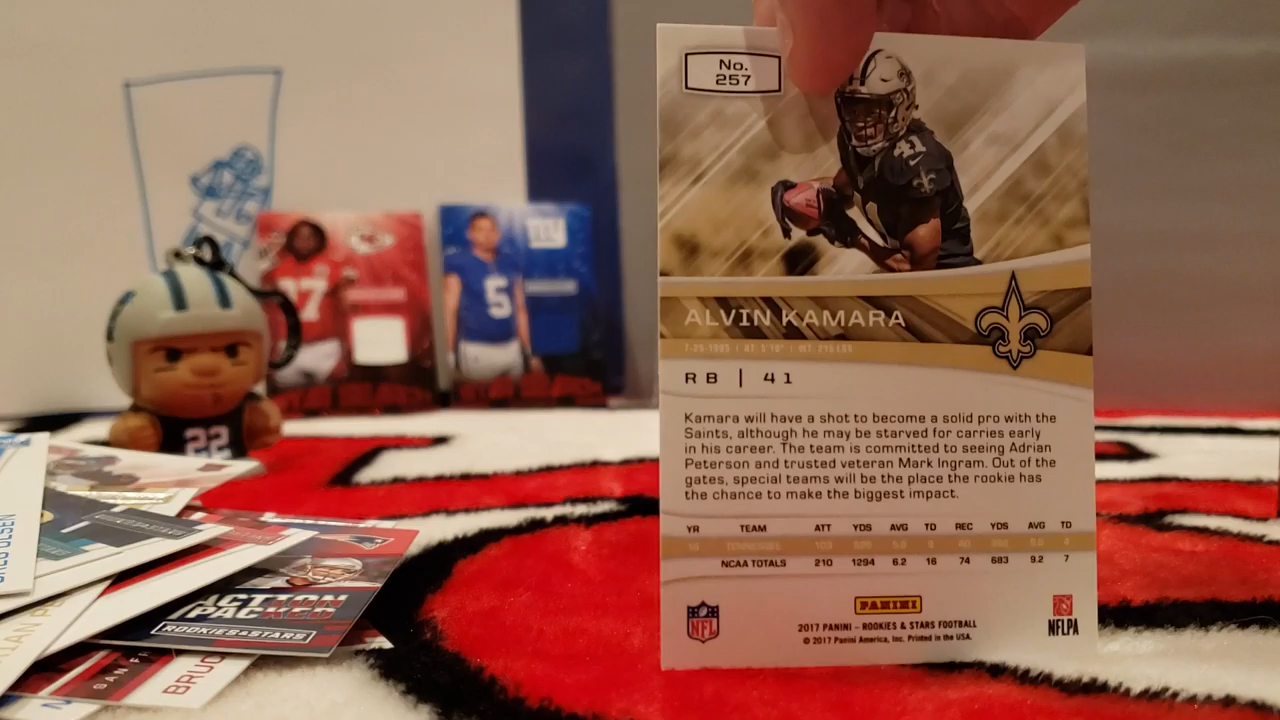 No.
257
41
ALVIN KAMARA
RB | 41
Kamara will have a shot to become a solid pro with the
Saints, although he may be starved for carries early
in his career. The team is committed to seeing Adrian
Peterson and trusted veteran Mark Ingram. Out of the
gates, special teams will be the place the rookie has
the chance to make the biggest impact.
YR TEAM ATT YDS AVG TD REC YDS AVG TD
NCAA TOTALS 210 1294 6.2 16 74 683 9.2 7
NFL
PANINI
2017 PANINI – ROOKIES & STARS FOOTBALL
© 2017 Panini America, Inc. Printed in the USA.
NFLPA
5
22
OLSEN
ACTION
PACKED
ROOKIES & STARS
SAN
BRUC